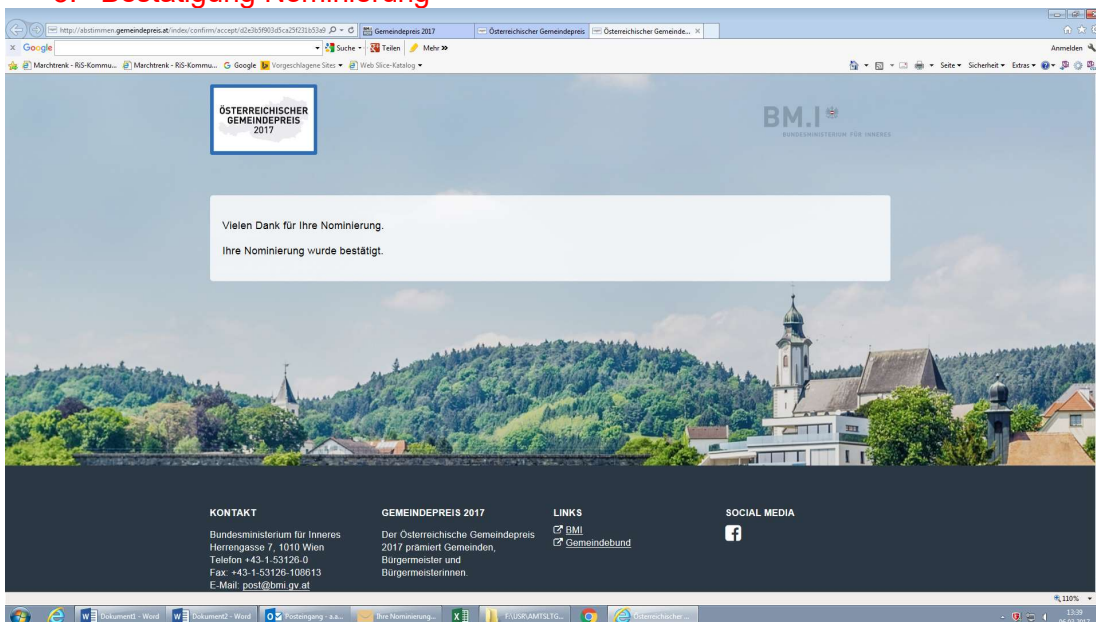 Bestätigung Nominierung
http://abstimmen.gemeindepreis.at/index/confirm/accept/d2e3b5f903d5ca25f231b53a9
Gemeindepreis 2017
Österreichischer Gemeindepreis
Österreichischer Gemeinde...
x Google
Suche
Teilen
Mehr »
Anmelden
Marchtrenk - RiS-Kommu...
Marchtrenk - RiS-Kommu...
Google
Vorgeschlagene Sites
Web Slice-Katalog
Seite
Sicherheit
Extras
ÖSTERREICHISCHER
GEMEINDEPREIS
2017
BM.I
BUNDESMINISTERIUM FÜR INNERES
Vielen Dank für Ihre Nominierung.
Ihre Nominierung wurde bestätigt.
KONTAKT
Bundesministerium für Inneres
Herrengasse 7, 1010 Wien
Telefon +43-1-53126-0
Fax: +43-1-53126-108613
E-Mail: post@bmi.gv.at
GEMEINDEPREIS 2017
Der Österreichische Gemeindepreis
2017 prämiert Gemeinden,
Bürgermeister und
Bürgermeisterinnen.
LINKS
BMI
Gemeindebund
SOCIAL MEDIA
110%
Dokument1 - Word
Dokument2 - Word
Posteingang - a.s...
Ihre Nominierung...
F:\USR\AMTSLTG...
Österreichischer ...
13:39